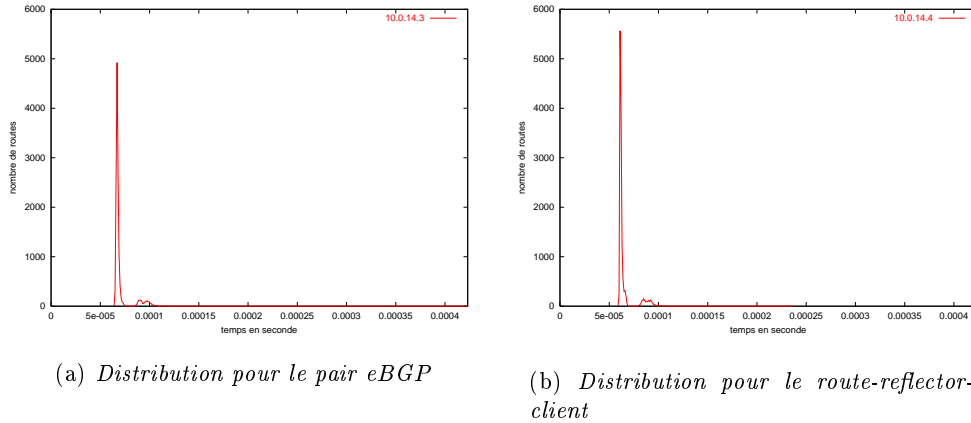 6000
5000
4000
3000
2000
1000
0
nombre de routes
10.0.14.3
0 5e-005 0.0001 0.00015 0.0002 0.00025 0.0003 0.00035 0.0004
temps en seconde
(a) Distribution pour le pair eBGP
6000
5000
4000
3000
2000
1000
0
nombre de routes
10.0.14.4
0 5e-005 0.0001 0.00015 0.0002 0.00025 0.0003 0.00035 0.0004
temps en seconde
(b) Distribution pour le route-reflector-
client